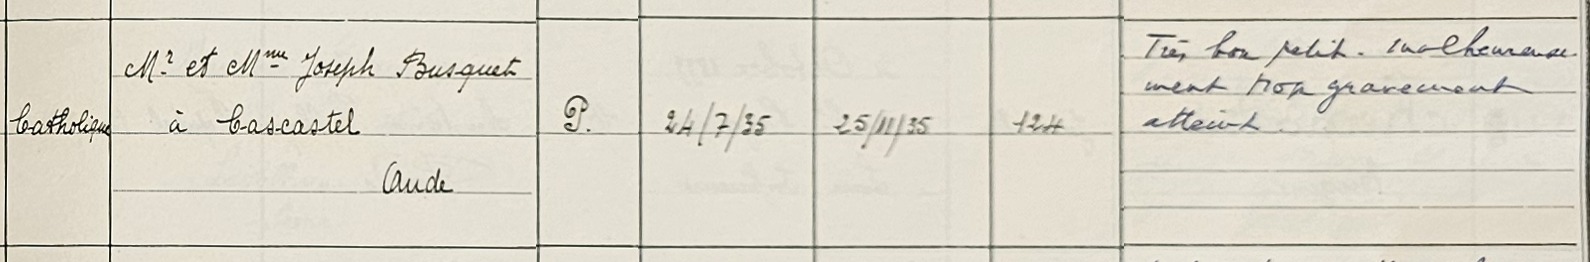 Catholique
Mr et Mme Joseph Busquet
à Cascastel
Aude
P.
24/7/35
25/11/35
124
Très bon petit. Malheureuse-
ment trop gravement
atteint.